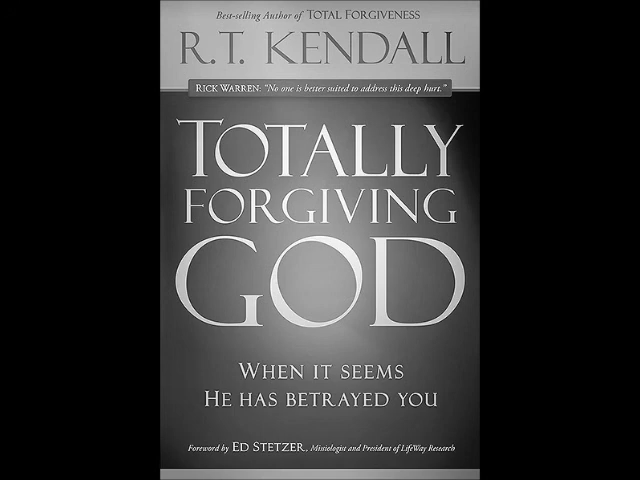 Best-selling Author of TOTAL FORGIVENESS
R.T. KENDALL
RICK WARREN: "No one is better suited to address this deep hurt."
TOTALLY
FORGIVING
GOD
WHEN IT SEEMS
HE HAS BETRAYED YOU
Foreword by ED STETZER, Missiologist and President of LifeWay Research